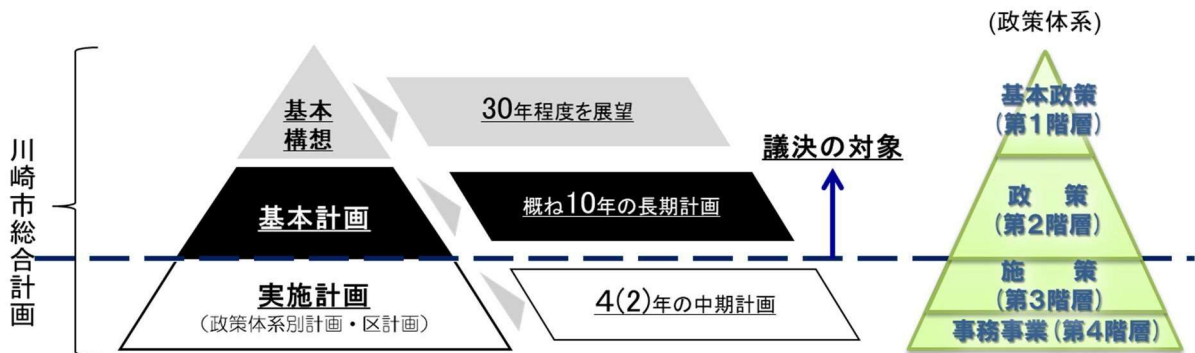 川崎市総合計画
基本
構想
30年程度を展望
基本計画
概ね10年の長期計画
実施計画
(政策体系別計画・区計画)
4(2)年の中期計画
議決の対象
(政策体系)
基本政策
(第1階層)
政　策
(第2階層)
施　策
(第3階層)
事務事業(第4階層)